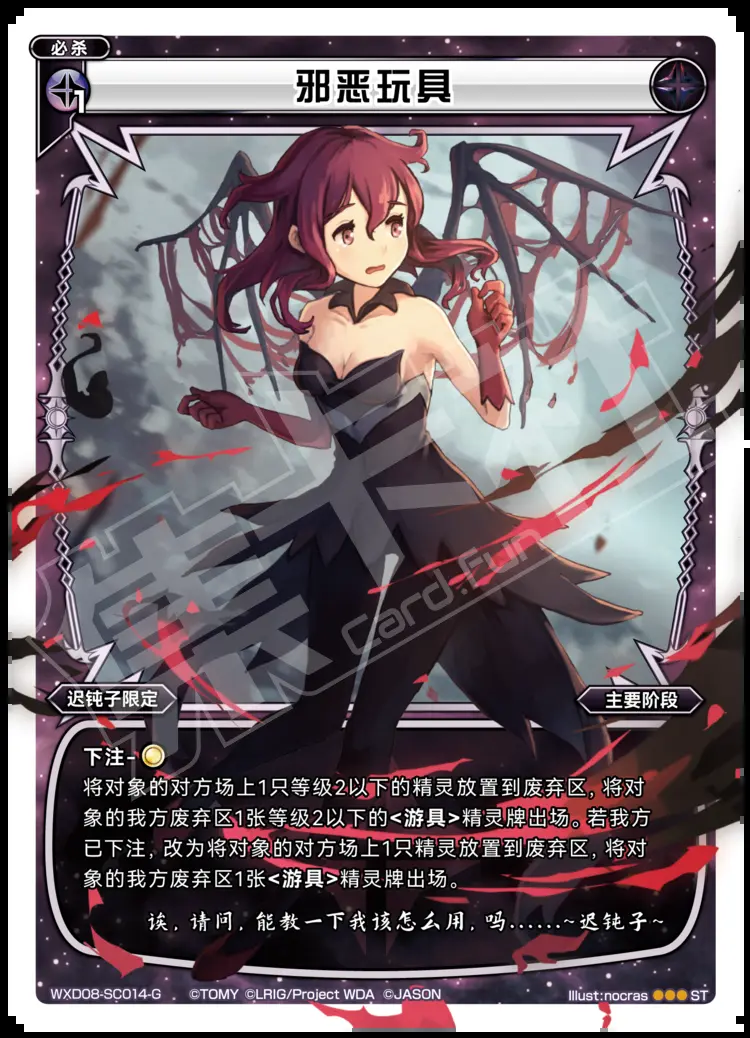 必杀
1
邪恶玩具
集卡社
Card.Fun
迟钝子限定
主要阶段
下注-
将对象的对方场上1只等级2以下的精灵放置到废弃区，将对
象的我方废弃区1张等级2以下的<游具>精灵牌出场。若我方
已下注，改为将对象的对方场上1只精灵放置到废弃区，将对
象的我方废弃区1张<游具>精灵牌出场。
诶，请问，能教一下我该怎么用，吗......~迟钝子~
WXD08-SC014-G ©TOMY ©LRIG/Project WDA ©JASON
Illust:nocras ST